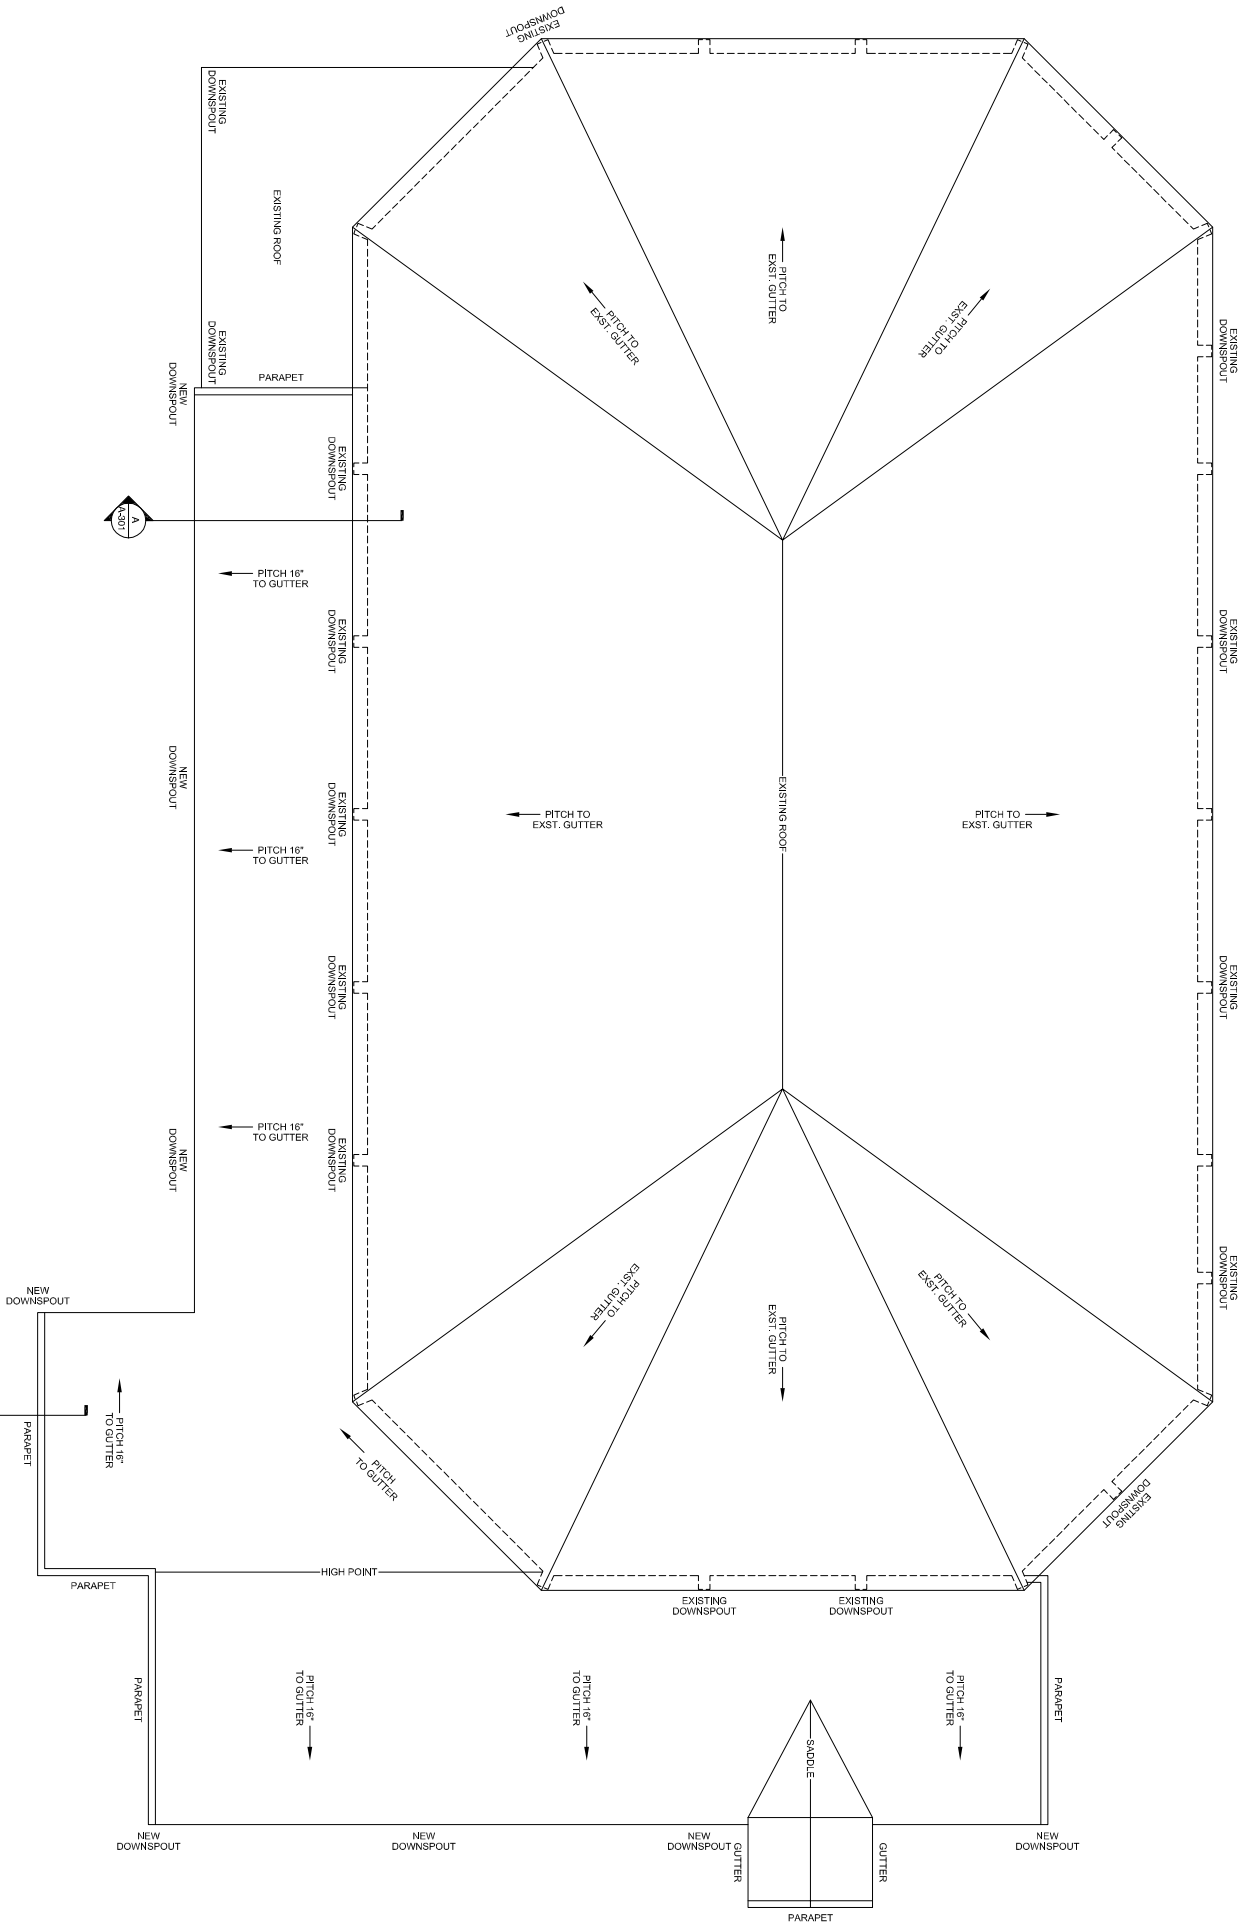 EXISTING
DOWNSPOUT
EXISTING
DOWNSPOUT
EXISTING ROOF
EXISTING
DOWNSPOUT
PITCH TO
EXST. GUTTER
PITCH TO
EXST. GUTTER
PITCH TO
EXST. GUTTER
EXISTING
DOWNSPOUT
PARAPET
NEW
DOWNSPOUT
EXISTING
DOWNSPOUT
A
A-301
PITCH 16"
TO GUTTER
EXISTING
DOWNSPOUT
EXISTING
DOWNSPOUT
NEW
DOWNSPOUT
EXISTING
DOWNSPOUT
PITCH TO
EXST. GUTTER
EXISTING ROOF
PITCH TO
EXST. GUTTER
PITCH 16"
TO GUTTER
EXISTING
DOWNSPOUT
EXISTING
DOWNSPOUT
PITCH 16"
TO GUTTER
NEW
DOWNSPOUT
EXISTING
DOWNSPOUT
EXISTING
DOWNSPOUT
NEW
DOWNSPOUT
PITCH TO
EXST. GUTTER
PITCH TO
EXST. GUTTER
PITCH TO
EXST. GUTTER
PARAPET
PITCH 16"
TO GUTTER
PITCH
TO GUTTER
EXISTING
DOWNSPOUT
PARAPET
HIGH POINT
EXISTING
DOWNSPOUT
EXISTING
DOWNSPOUT
PARAPET
PITCH 16"
TO GUTTER
PITCH 16"
TO GUTTER
PITCH 16"
TO GUTTER
PARAPET
SADDLE
NEW
DOWNSPOUT
NEW
DOWNSPOUT
NEW
DOWNSPOUT
GUTTER
GUTTER
NEW
DOWNSPOUT
PARAPET